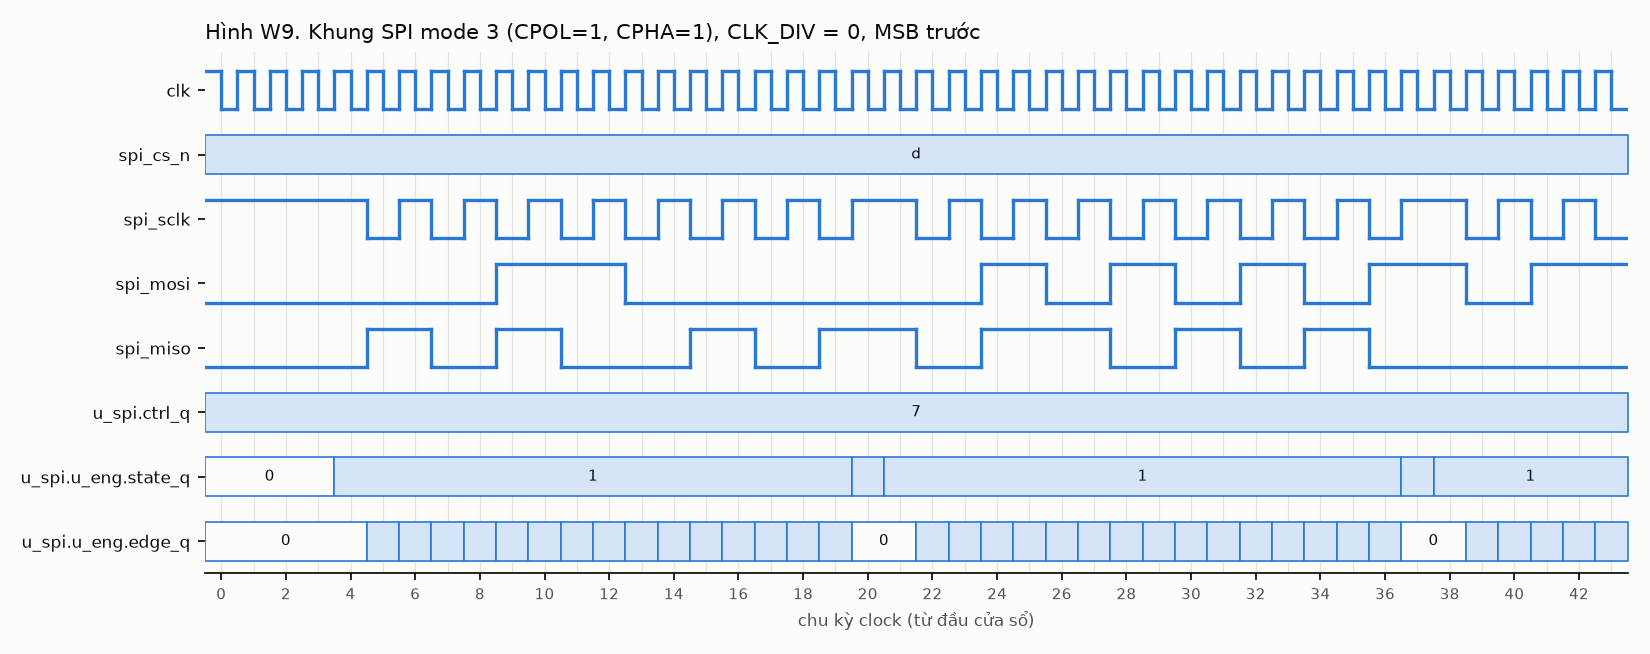 Hình W9. Khung SPI mode 3 (CPOL=1, CPHA=1), CLK_DIV = 0, MSB trước
clk
spi_cs_n
d
spi_sclk
spi_mosi
spi_miso
u_spi.ctrl_q
7
u_spi.u_eng.state_q
0 1 1 1
u_spi.u_eng.edge_q
0 0 0
0 2 4 6 8 10 12 14 16 18 20 22 24 26 28 30 32 34 36 38 40 42
chu kỳ clock (từ đầu cửa sổ)